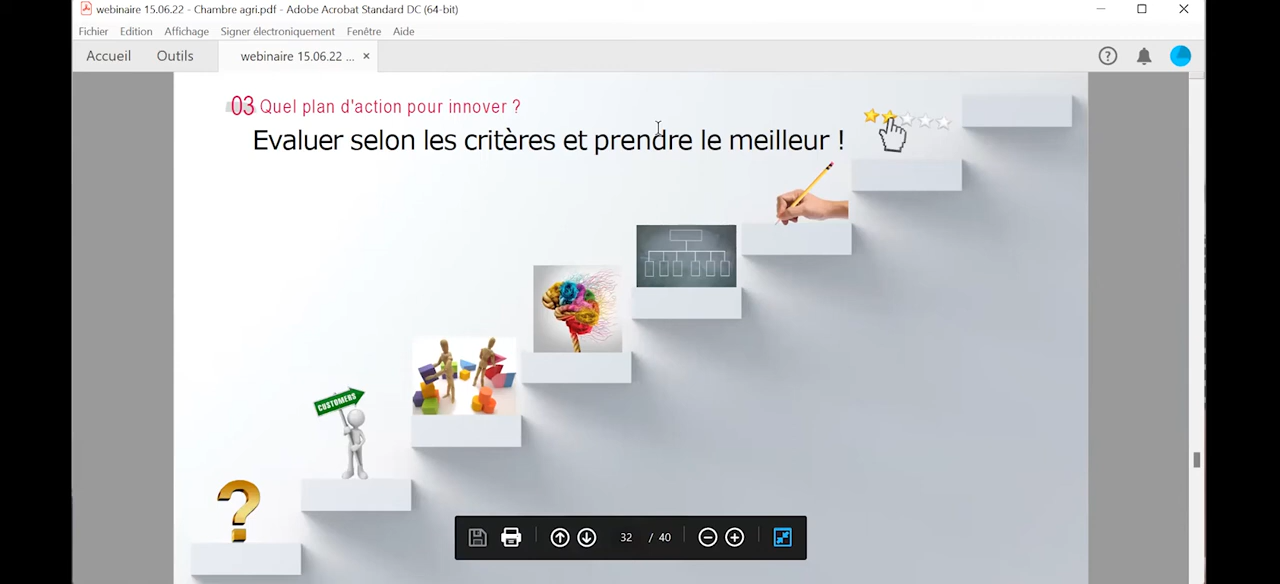 webinaire 15.06.22 - Chambre agri.pdf - Adobe Acrobat Standard DC (64-bit)
Fichier Edition Affichage Signer électroniquement Fenêtre Aide
Accueil Outils webinaire 15.06.22 ... ×
03 Quel plan d'action pour innover ?
Evaluer selon les critères et prendre le meilleur !
CUSTOMERS
32 / 40